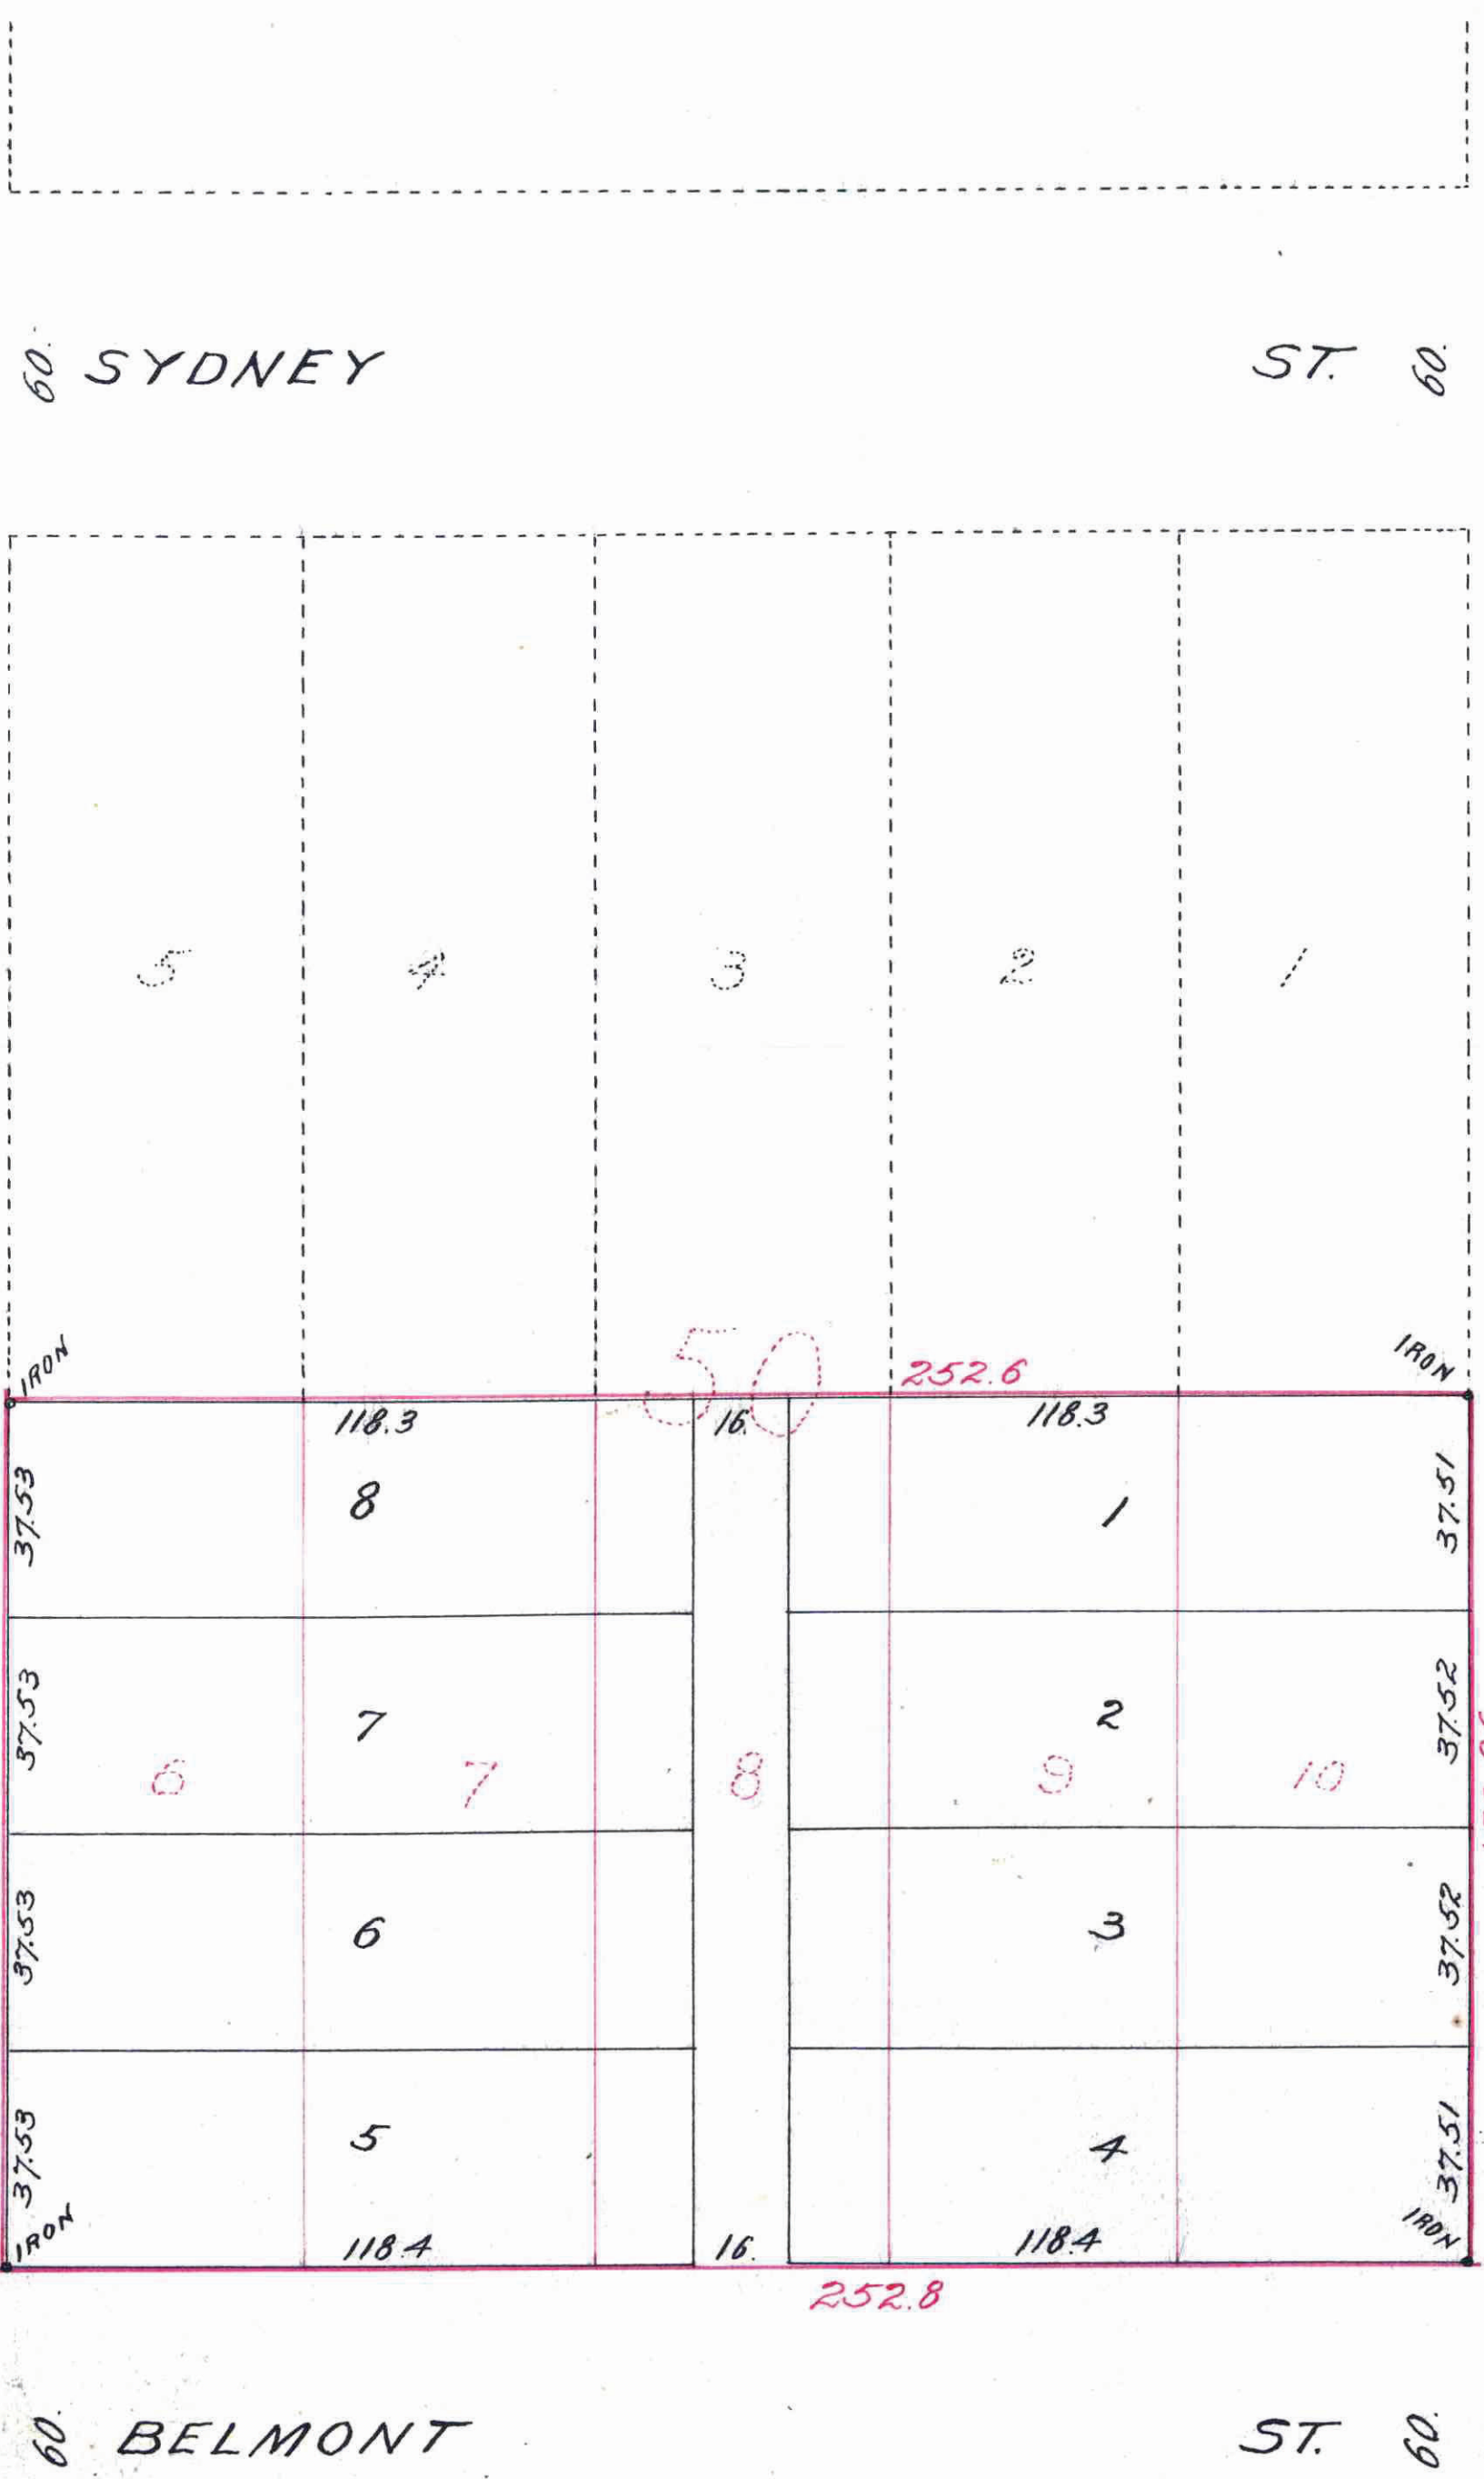 60. SYDNEY ST. 60.
5 4 3 2 1
50
IRON 252.6 IRON
118.3 16. 118.3
37.53 8 1 37.51
37.53 7 2 37.52
6 7 8 9 10
37.53 6 3 37.52
37.53 5 4 37.51
IRON 118.4 16. 118.4 IRON
252.8
60. BELMONT ST. 60.